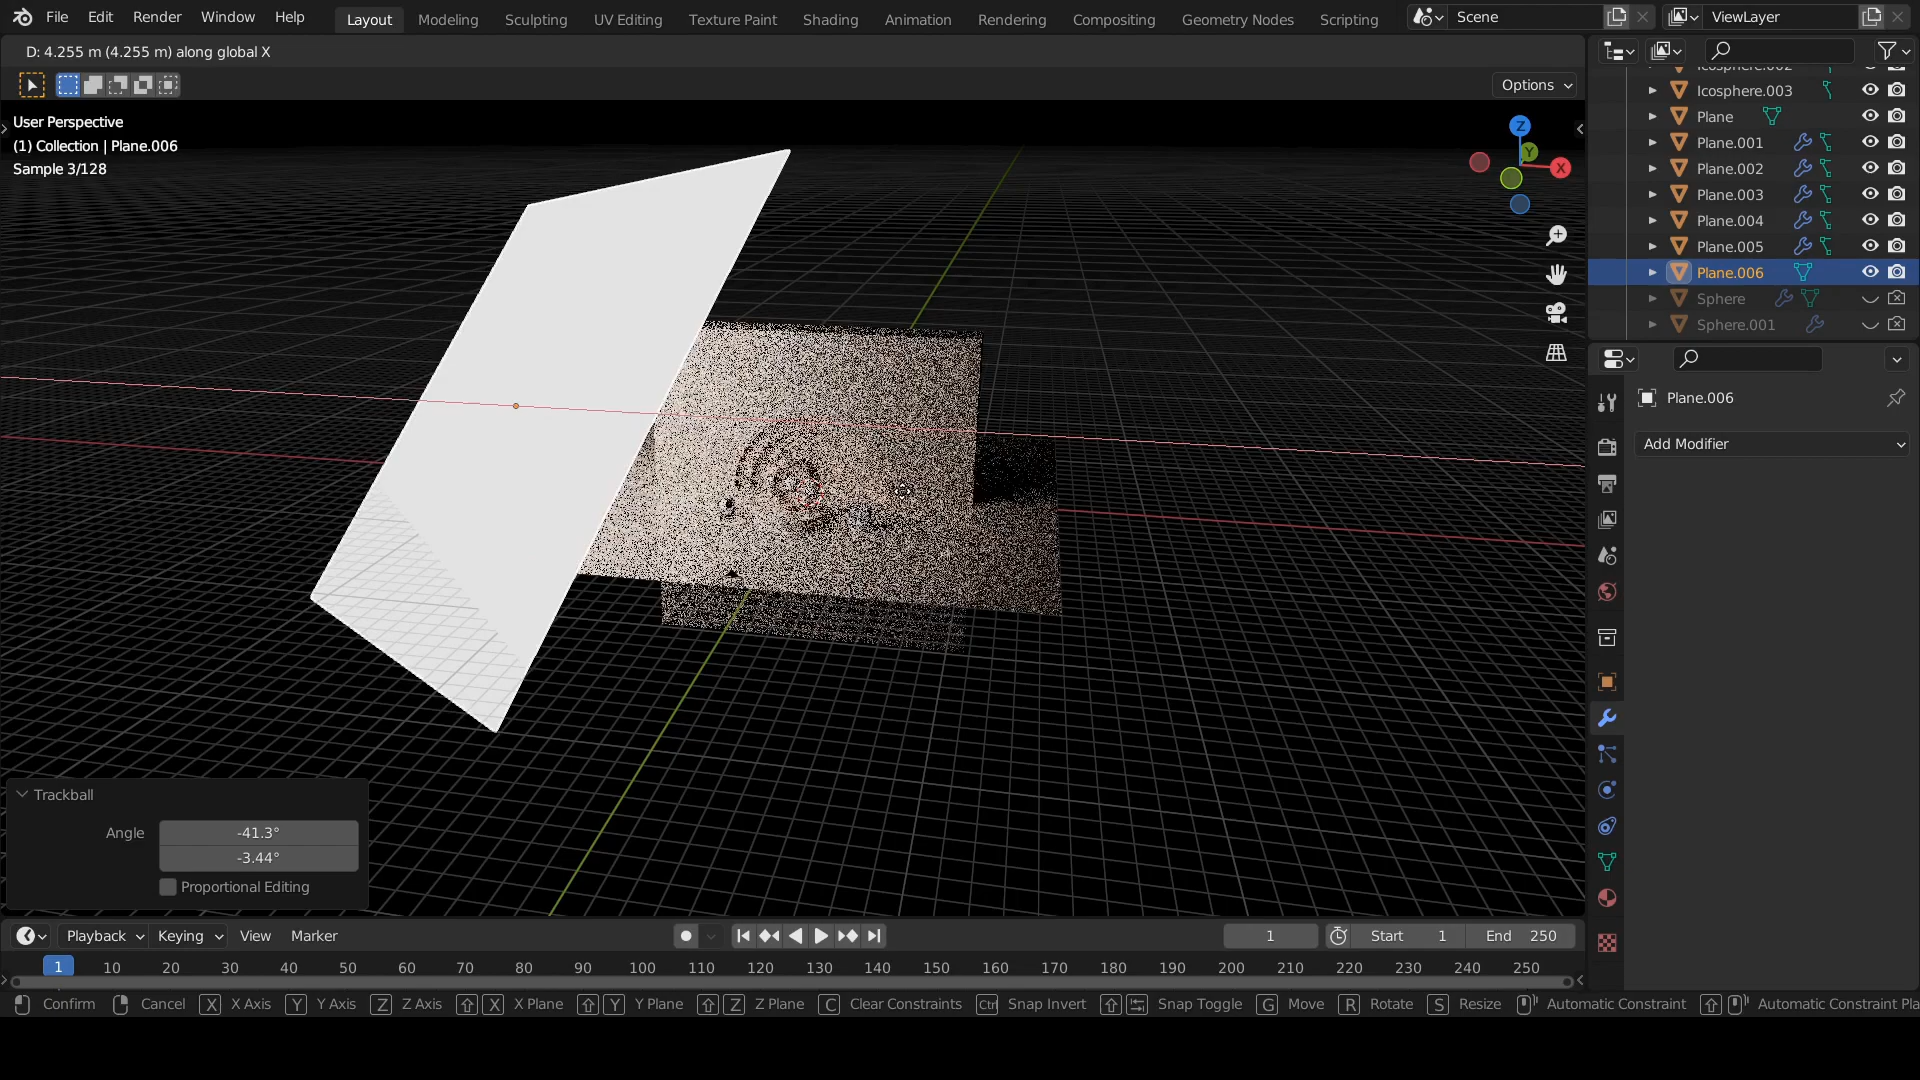 File Edit Render Window Help Layout Modeling Sculpting UV Editing Texture Paint Shading Animation Rendering Compositing Geometry Nodes Scripting Scene ViewLayer
D: 4.255 m (4.255 m) along global X
Options
User Perspective
(1) Collection | Plane.006
Sample 3/128
Z
Y
X
Icosphere.002
Icosphere.003
Plane
Plane.001
Plane.002
Plane.003
Plane.004
Plane.005
Plane.006
Sphere
Sphere.001
Plane.006
Add Modifier
Trackball
Angle -41.3°
-3.44°
Proportional Editing
Playback Keying View Marker 1 Start 1 End 250
1 10 20 30 40 50 60 70 80 90 100 110 120 130 140 150 160 170 180 190 200 210 220 230 240 250
Confirm Cancel X X Axis Y Y Axis Z Z Axis X X Plane Y Y Plane Z Z Plane C Clear Constraints Ctrl Snap Invert Snap Toggle G Move R Rotate S Resize Automatic Constraint Automatic Constraint Pla